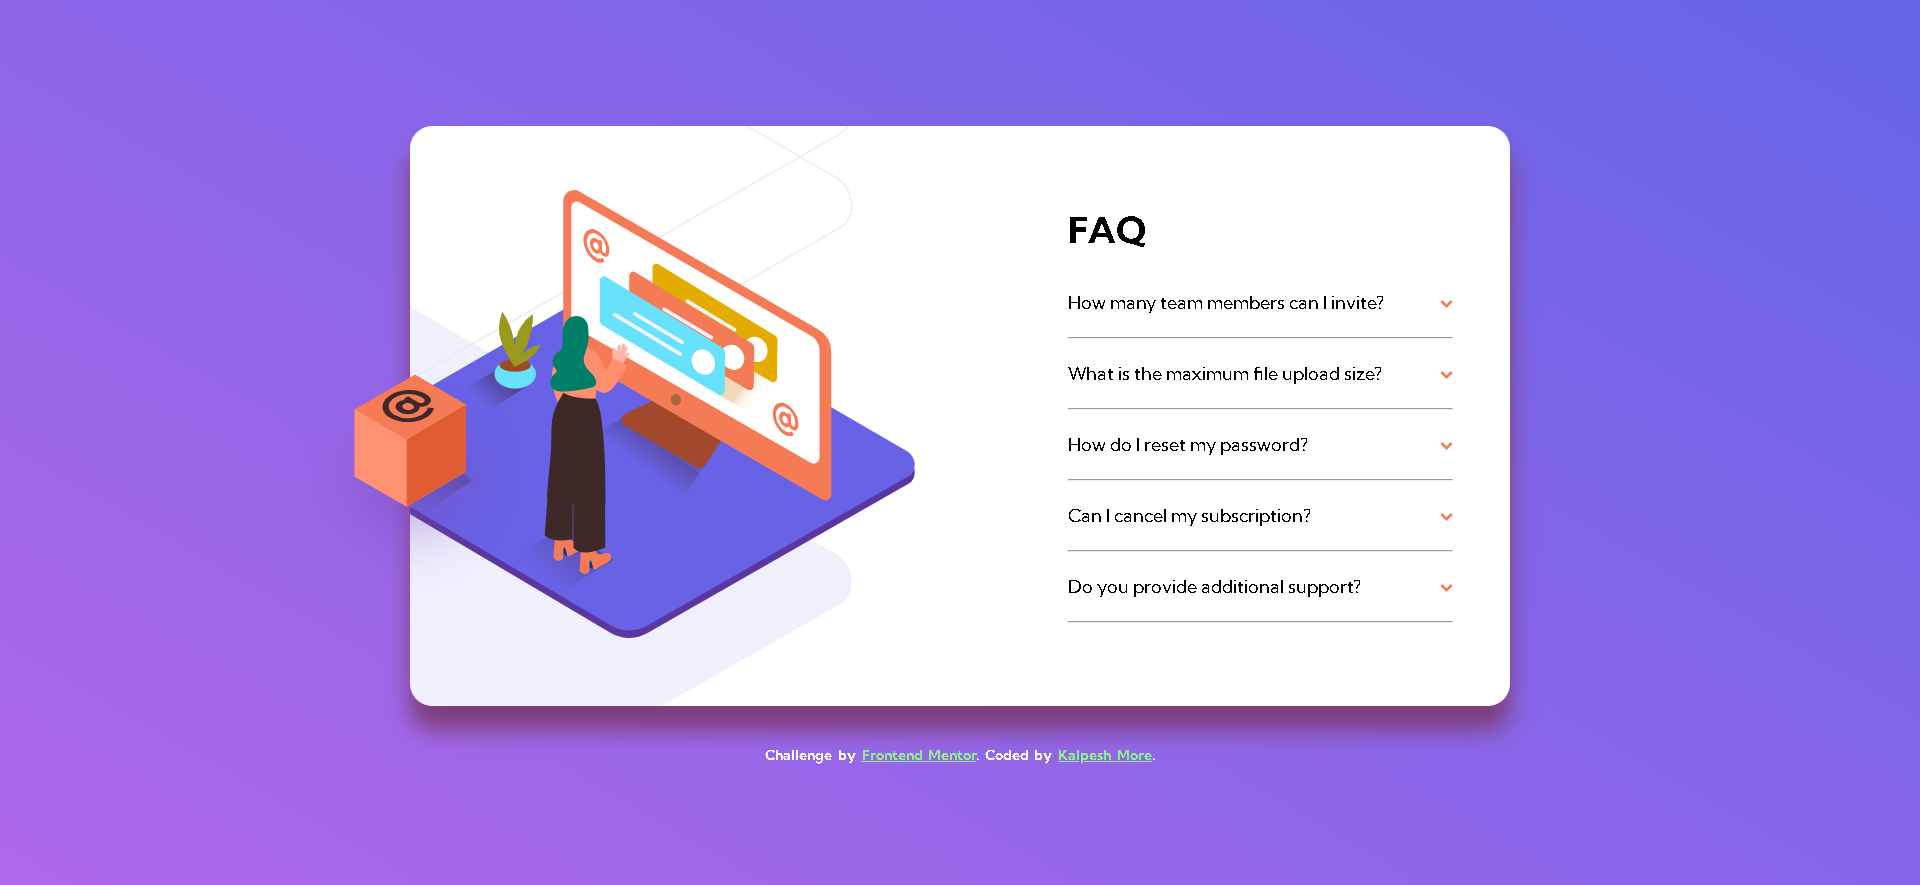 @
@
@
FAQ
How many team members can I invite?
What is the maximum file upload size?
How do I reset my password?
Can I cancel my subscription?
Do you provide additional support?
Challenge by Frontend Mentor. Coded by Kalpesh More.